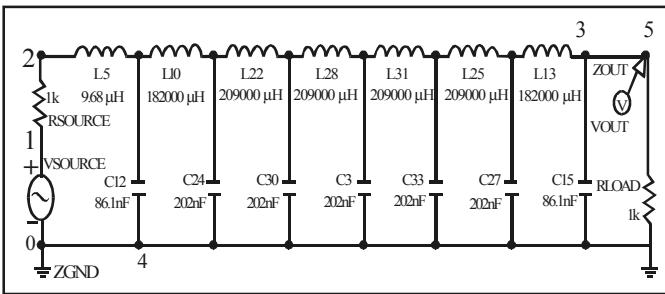 3 5
2
L5 L10 L22 L28 L31 L25 L13 ZOUT
9.68 µH 182000 µH 209000 µH 209000 µH 209000 µH 209000 µH 182000 µH
1k
RSOURCE
V
VOUT
1
+ VSOURCE
C12 C24 C30 C3 C33 C27 C15 RLOAD
86.1nF 202nF 202nF 202nF 202nF 202nF 86.1nF 1k
-
0 4
ZGND